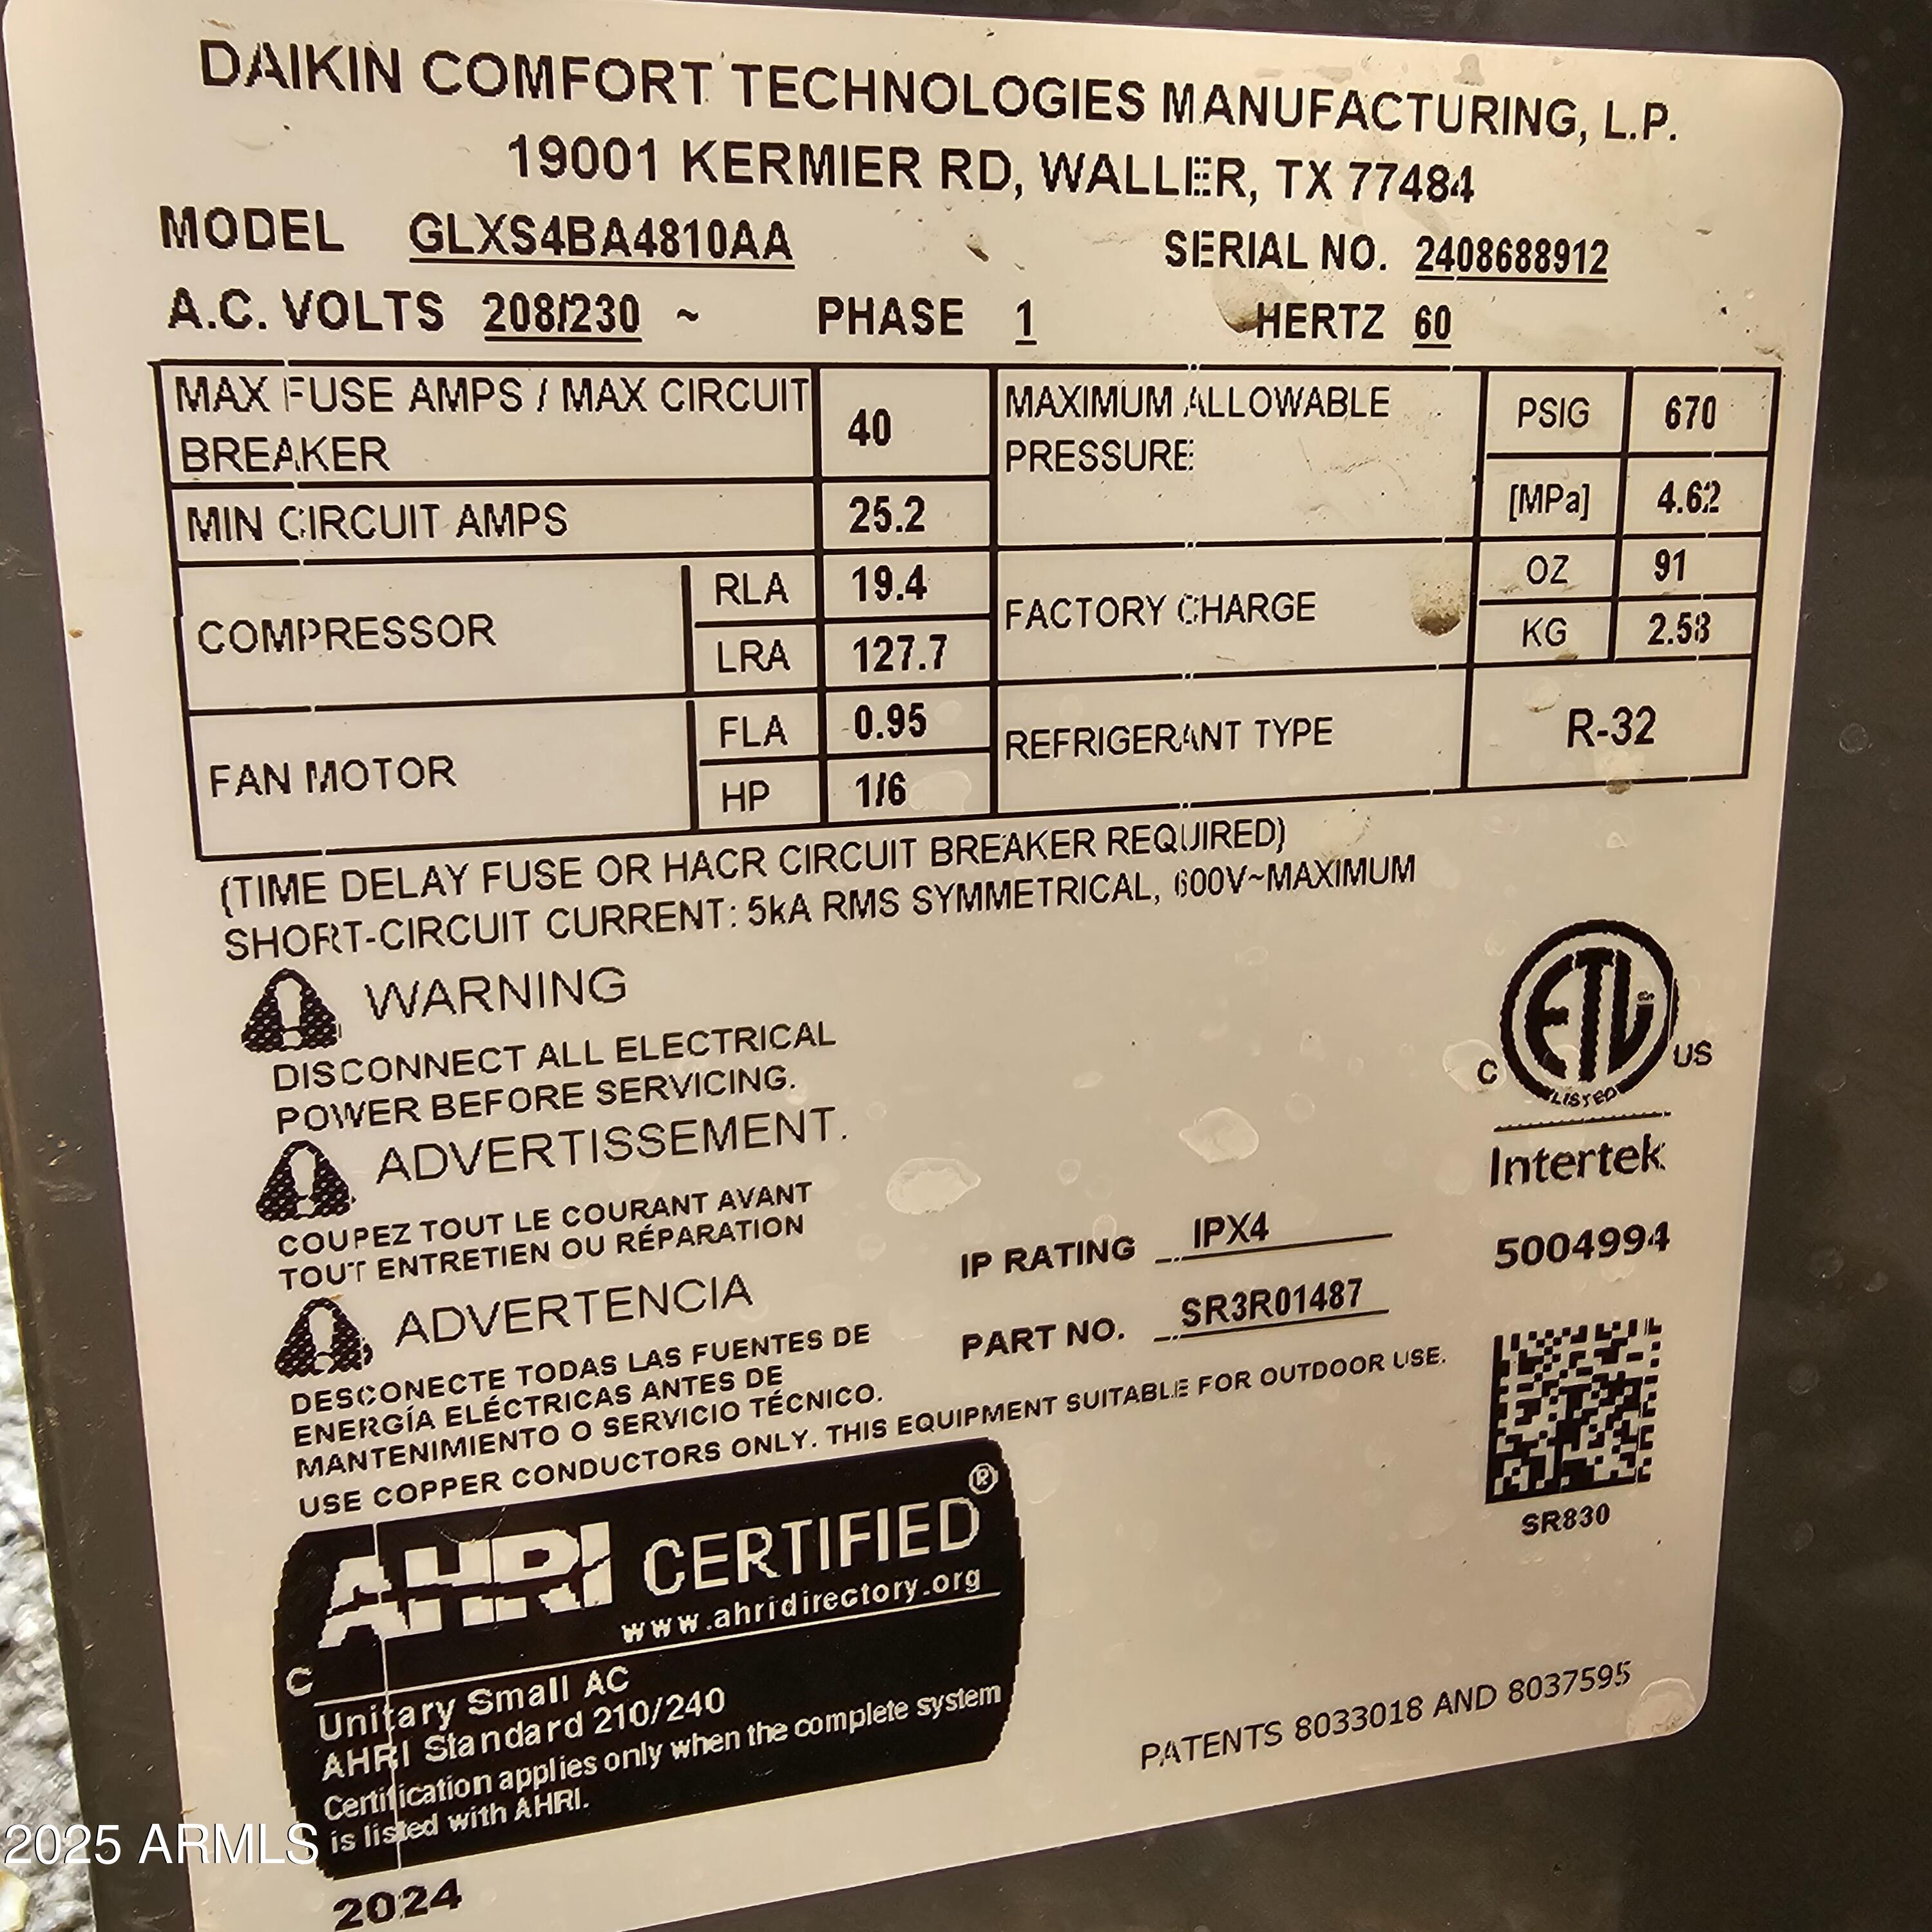 DAIKIN COMFORT TECHNOLOGIES MANUFACTURING, L.P.
19001 KERMIER RD, WALLER, TX 77484
MODEL GLXS4BA4810AA SERIAL NO. 2408688912
A.C. VOLTS 208/230 ~ PHASE 1 HERTZ 60
MAX FUSE AMPS / MAX CIRCUIT
BREAKER
40
MIN CIRCUIT AMPS 25.2
COMPRESSOR
RLA 19.4
LRA 127.7
FAN MOTOR
FLA 0.95
HP 1/6
MAXIMUM ALLOWABLE
PRESSURE:
PSIG 670
[MPa] 4.62
FACTORY CHARGE
OZ 91
KG 2.58
REFRIGERANT TYPE R-32
(TIME DELAY FUSE OR HACR CIRCUIT BREAKER REQUIRED)
SHORT-CIRCUIT CURRENT: 5kA RMS SYMMETRICAL, 600V~MAXIMUM
WARNING
DISCONNECT ALL ELECTRICAL
POWER BEFORE SERVICING.
ADVERTISSEMENT.
COUPEZ TOUT LE COURANT AVANT
TOUT ENTRETIEN OU RÉPARATION
ADVERTENCIA
DESCONECTE TODAS LAS FUENTES DE
ENERGÍA ELÉCTRICAS ANTES DE
MANTENIMIENTO O SERVICIO TÉCNICO.
USE COPPER CONDUCTORS ONLY. THIS EQUIPMENT SUITABLE FOR OUTDOOR USE.
IP RATING IPX4
PART NO. SR3R01487
ETL
C US
LISTED
Intertek
5004994
SR830
AHRI CERTIFIED®
www.ahridirectory.org
C
Unitary Small AC
AHRI Standard 210/240
Certification applies only when the complete system
is listed with AHRI.
PATENTS 8033018 AND 8037595
2025 ARMLS
2024